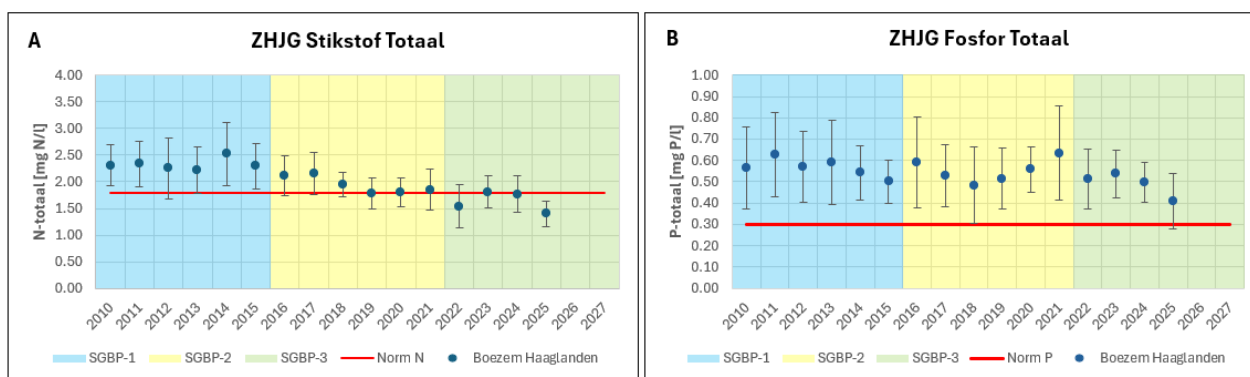 A
ZHJG Stikstof Totaal
N-totaal [mg N/l]
4.00
3.50
3.00
2.50
2.00
1.50
1.00
0.50
0.00
2010 2011 2012 2013 2014 2015 2016 2017 2018 2019 2020 2021 2022 2023 2024 2025 2026 2027
SGBP-1 SGBP-2 SGBP-3 Norm N Boezem Haaglanden
B
ZHJG Fosfor Totaal
P-totaal [mg P/l]
1.00
0.90
0.80
0.70
0.60
0.50
0.40
0.30
0.20
0.10
0.00
2010 2011 2012 2013 2014 2015 2016 2017 2018 2019 2020 2021 2022 2023 2024 2025 2026 2027
SGBP-1 SGBP-2 SGBP-3 Norm P Boezem Haaglanden